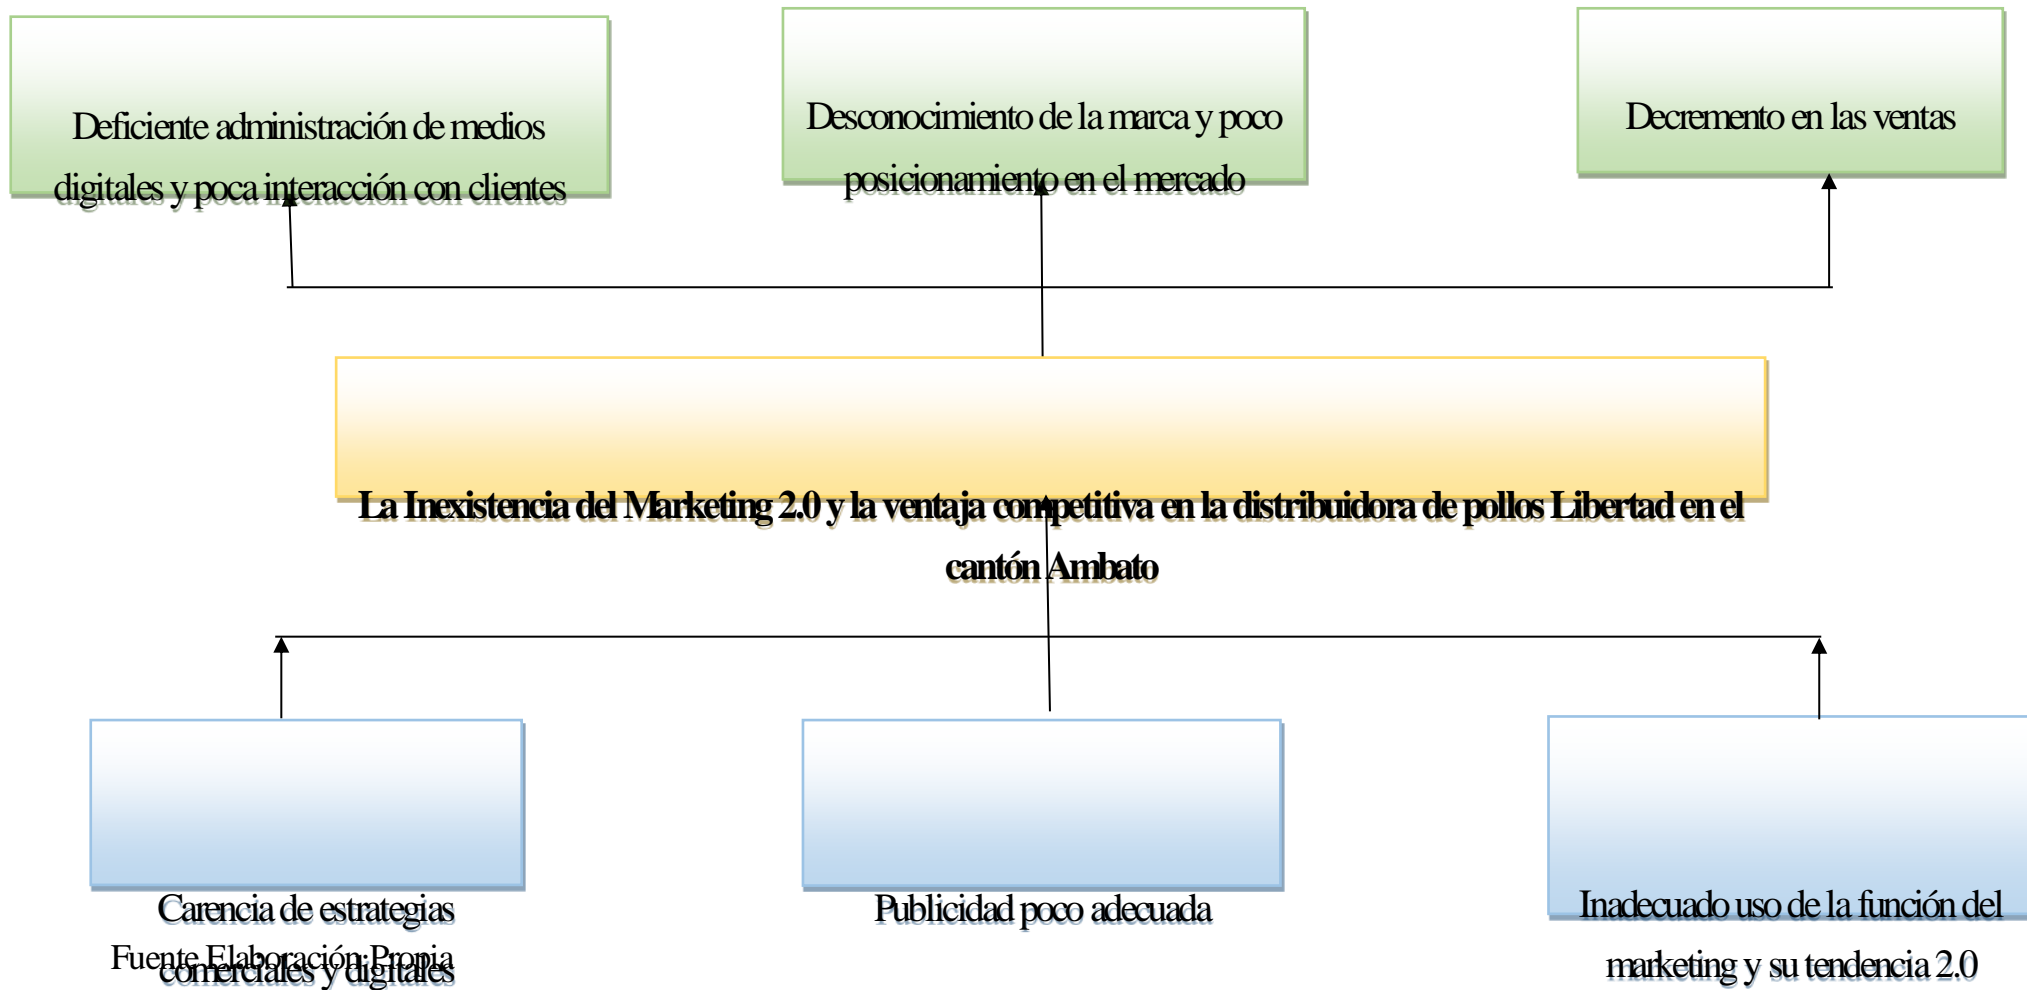 Deficiente administración de medios
digitales y poca interacción con clientes
Desconocimiento de la marca y poco
posicionamiento en el mercado
Decremento en las ventas
La Inexistencia del Marketing 2.0 y la ventaja competitiva en la distribuidora de pollos Libertad en el
cantón Ambato
Carencia de estrategias
comerciales y digitales
Publicidad poco adecuada
Inadecuado uso de la función del
marketing y su tendencia 2.0
Fuente Elaboración Propia